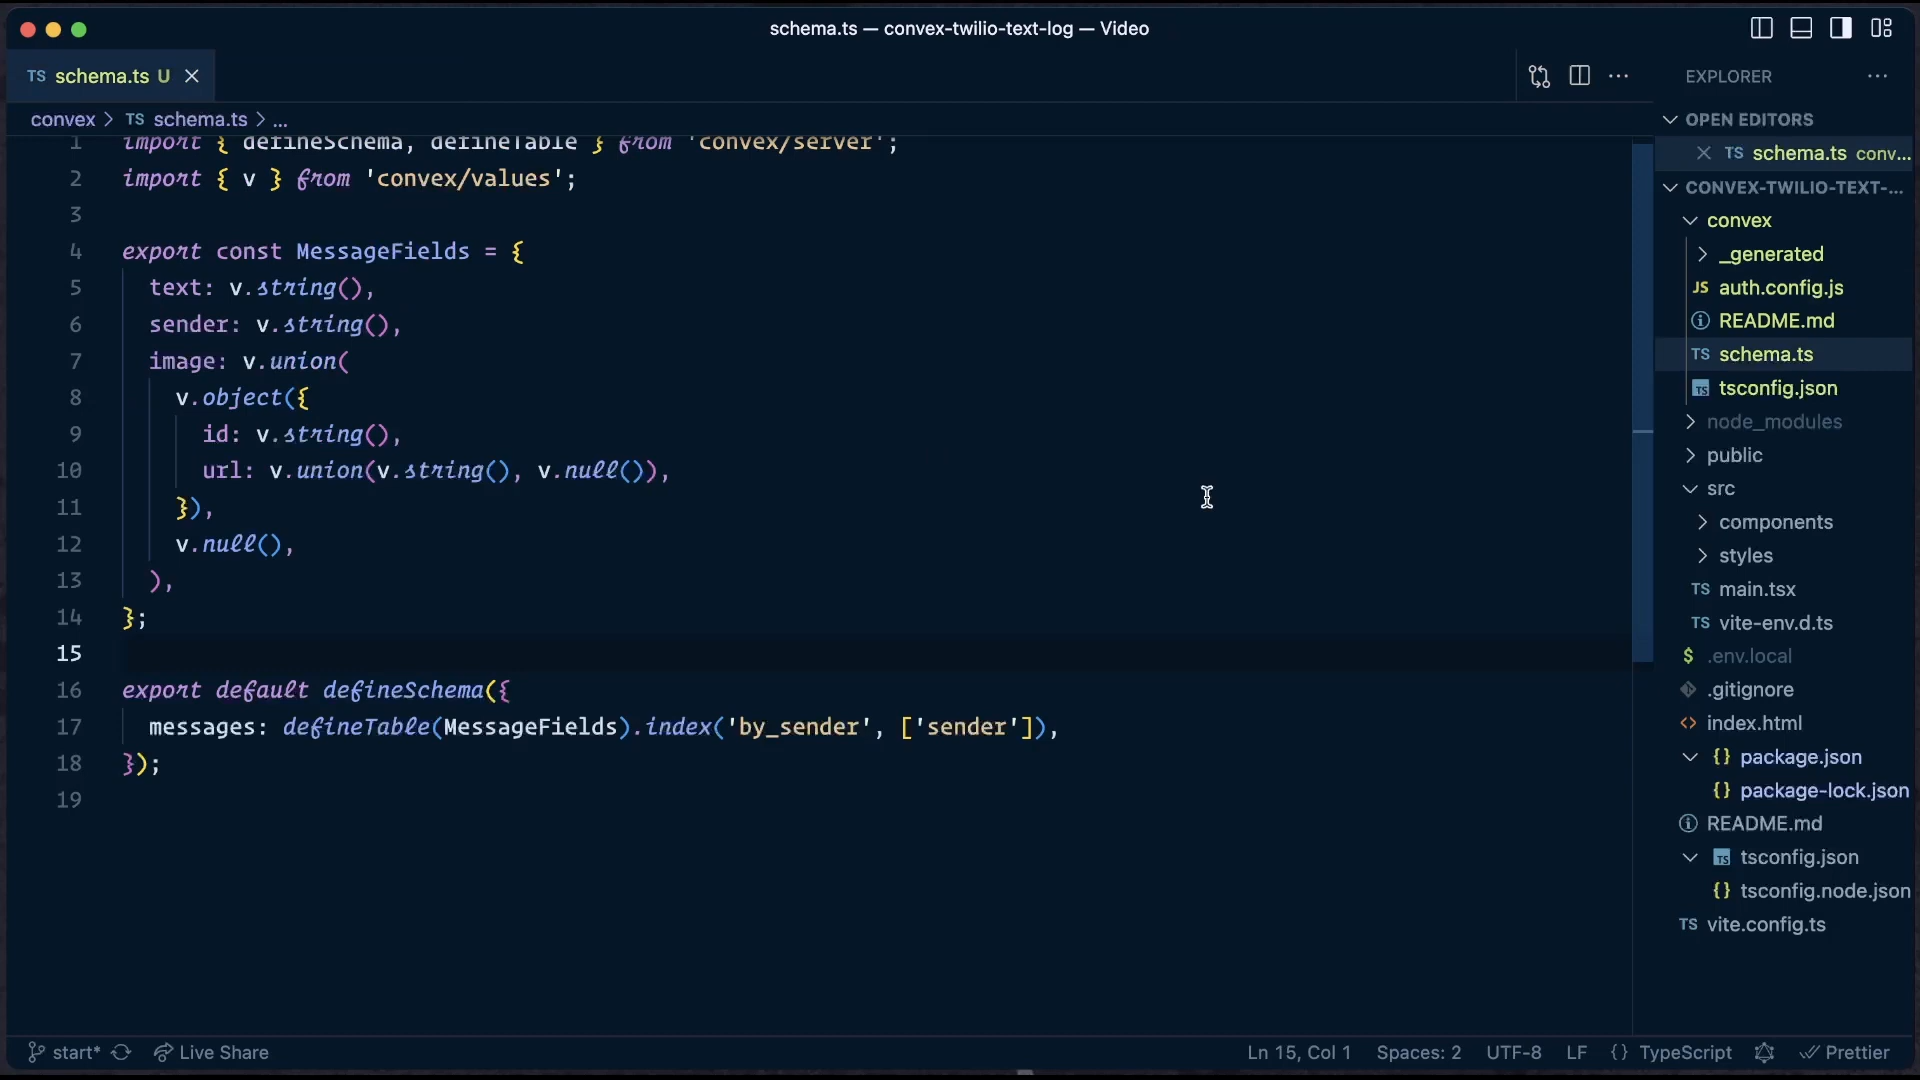 schema.ts — convex-twilio-text-log — Video
TS schema.ts U
convex > TS schema.ts > ...
1 import { defineSchema, defineTable } from 'convex/server';
2 import { v } from 'convex/values';
3
4 export const MessageFields = {
5 text: v.string(),
6 sender: v.string(),
7 image: v.union(
8 v.object({
9 id: v.string(),
10 url: v.union(v.string(), v.null()),
11 }),
12 v.null(),
13 ),
14 };
15
16 export default defineSchema({
17 messages: defineTable(MessageFields).index('by_sender', ['sender']),
18 });
19
EXPLORER
OPEN EDITORS
TS schema.ts conv...
CONVEX-TWILIO-TEXT-...
convex
_generated
JS auth.config.js
README.md
TS schema.ts
TS tsconfig.json
node_modules
public
src
components
styles
TS main.tsx
TS vite-env.d.ts
$ .env.local
.gitignore
<> index.html
{} package.json
{} package-lock.json
README.md
TS tsconfig.json
{} tsconfig.node.json
TS vite.config.ts
start* Live Share Ln 15, Col 1 Spaces: 2 UTF-8 LF {} TypeScript Prettier